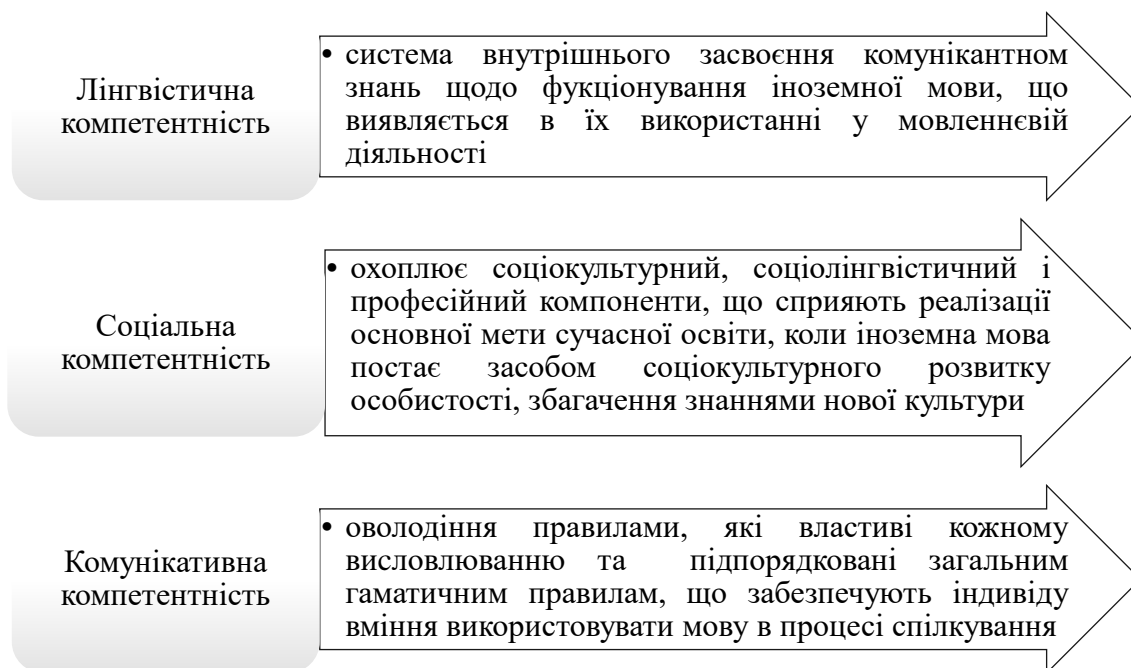 Лінгвістична
компетентність
• система внутрішнього засвоєння комунікантном
знань щодо фукціонування іноземної мови, що
виявляється в їх використанні у мовленнєвій
діяльності
Соціальна
компетентність
• охоплює соціокультурний, соціолінгвістичний і
професійний компоненти, що сприяють реалізації
основної мети сучасної освіти, коли іноземна мова
постає засобом соціокультурного розвитку
особистості, збагачення знаннями нової культури
Комунікативна
компетентність
• оволодіння правилами, які властиві кожному
висловлюванню та підпорядковані загальним
гаматичним правилам, що забезпечують індивіду
вміння використовувати мову в процесі спілкування